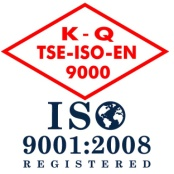 K - Q
TSE-ISO-EN
9000
ISO
9001:2008
REGISTERED